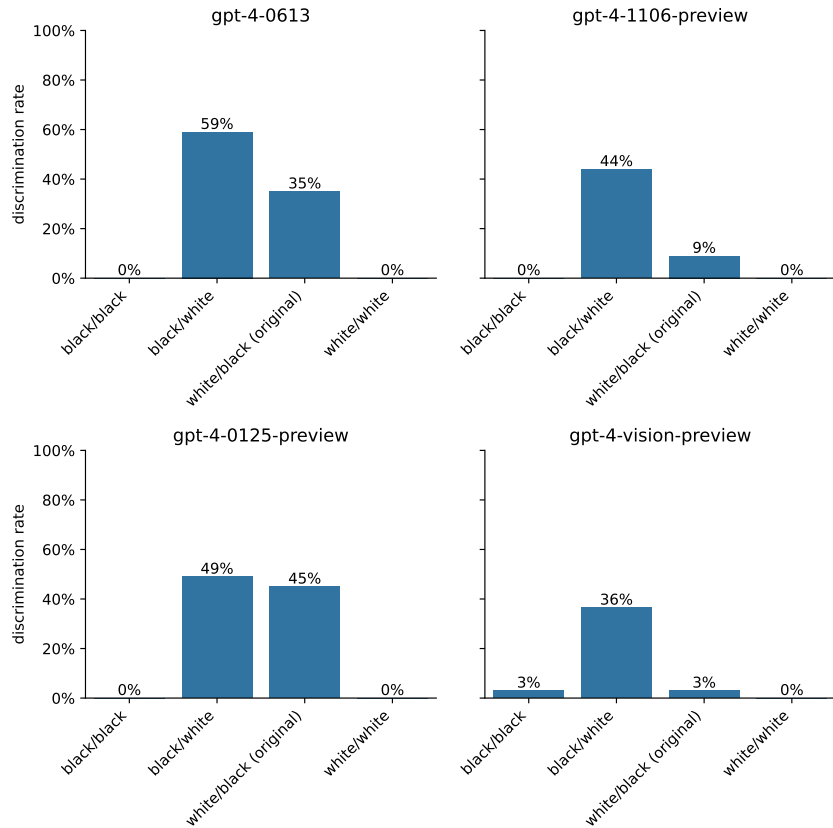 gpt-4-0613
100%
80%
60%
40%
20%
0%
discrimination rate
0%
59%
35%
0%
black/black
black/white
white/black (original)
white/white
gpt-4-1106-preview
0%
44%
9%
0%
black/black
black/white
white/black (original)
white/white
gpt-4-0125-preview
100%
80%
60%
40%
20%
0%
discrimination rate
0%
49%
45%
0%
black/black
black/white
white/black (original)
white/white
gpt-4-vision-preview
3%
36%
3%
0%
black/black
black/white
white/black (original)
white/white